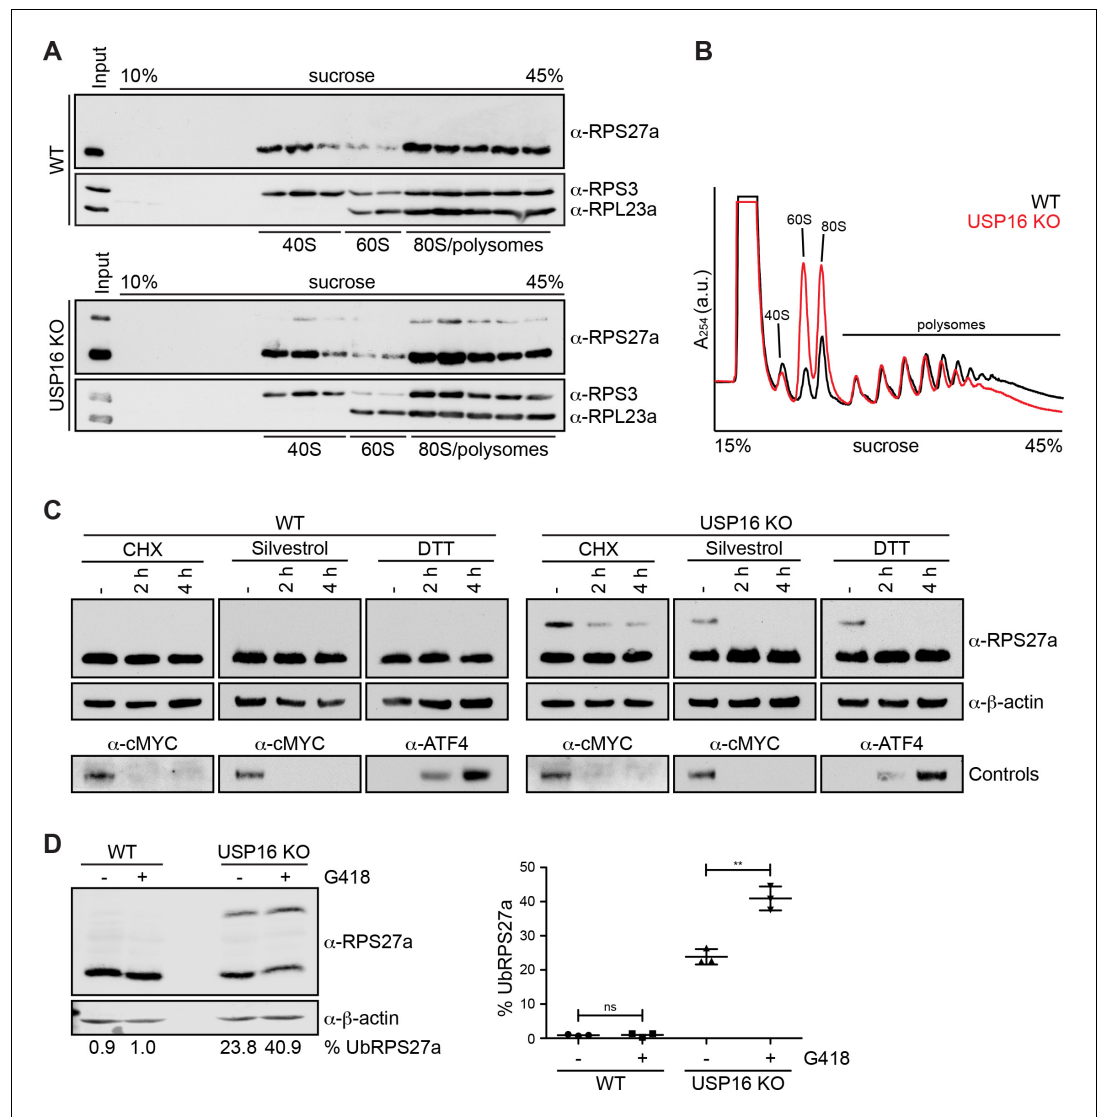 A
Input
10% sucrose 45%
WT
α-RPS27a
α-RPS3
α-RPL23a
40S 60S 80S/polysomes
Input
10% sucrose 45%
USP16 KO
α-RPS27a
α-RPS3
α-RPL23a
40S 60S 80S/polysomes
B
WT
USP16 KO
60S
80S
40S
polysomes
A254 (a.u.)
15% sucrose 45%
C
WT USP16 KO
CHX Silvestrol DTT CHX Silvestrol DTT
- 2 h 4 h - 2 h 4 h - 2 h 4 h - 2 h 4 h - 2 h 4 h - 2 h 4 h
α-RPS27a
α-β-actin
α-cMYC α-cMYC α-ATF4 α-cMYC α-cMYC α-ATF4
Controls
D
WT USP16 KO
- + - + G418
α-RPS27a
α-β-actin
0.9 1.0 23.8 40.9 % UbRPS27a
% UbRPS27a
50
40
30
20
10
0
ns
**
- + - + G418
WT USP16 KO